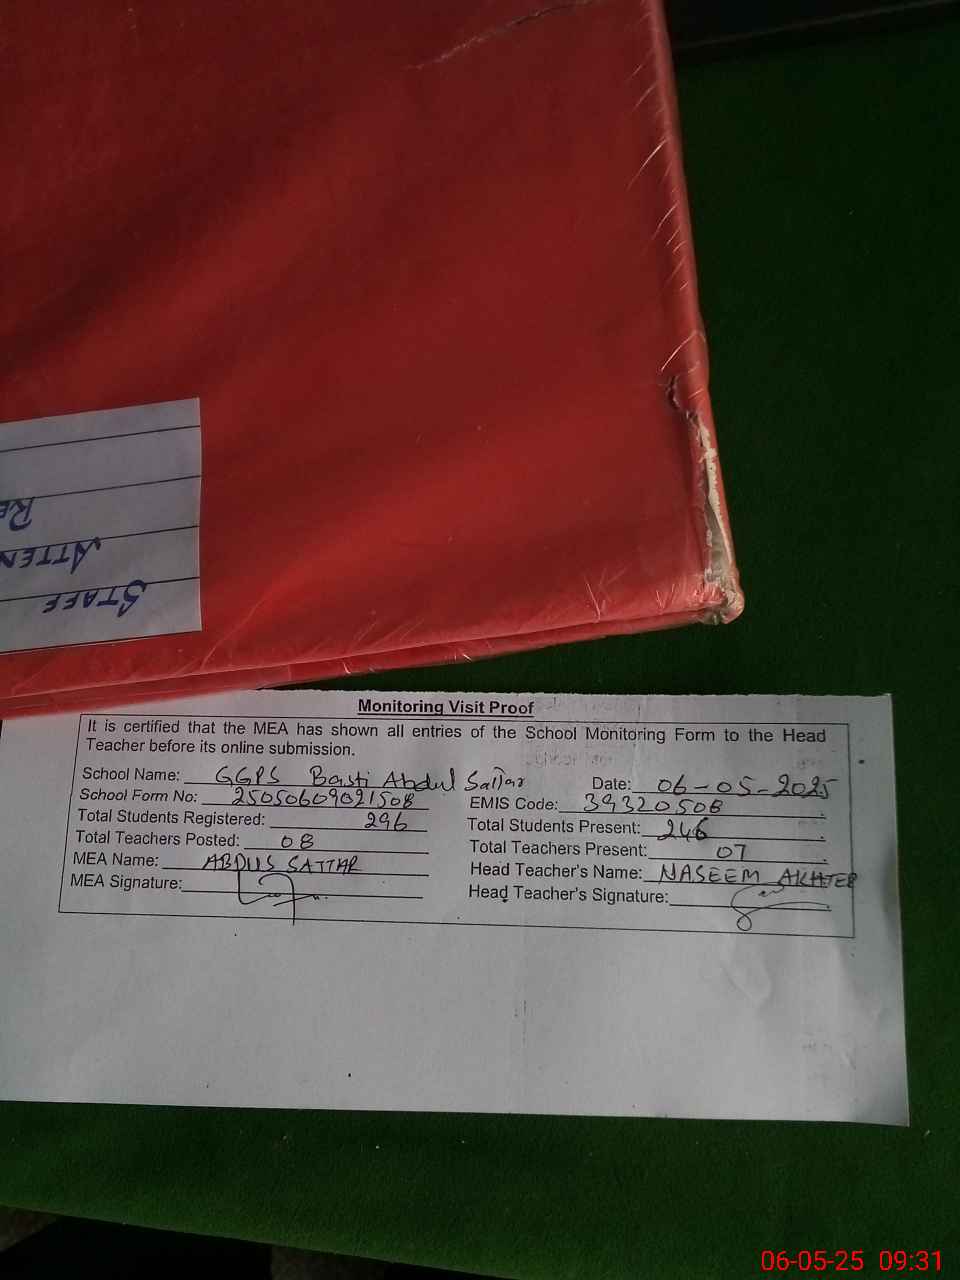 STAFF
ATTEN
RE
Monitoring Visit Proof
It is certified that the MEA has shown all entries of the School Monitoring Form to the Head
Teacher before its online submission.
School Name: GGPS Basti Abdul Sattar Date: 06-05-2025
School Form No: 25050609021508 EMIS Code: 39320508
Total Students Registered: 296 Total Students Present: 246
Total Teachers Posted: 08 Total Teachers Present: 07
MEA Name: ABDUS SATTAR Head Teacher's Name: NASEEM AKHTER
MEA Signature: Head Teacher's Signature:
06-05-25 09:31